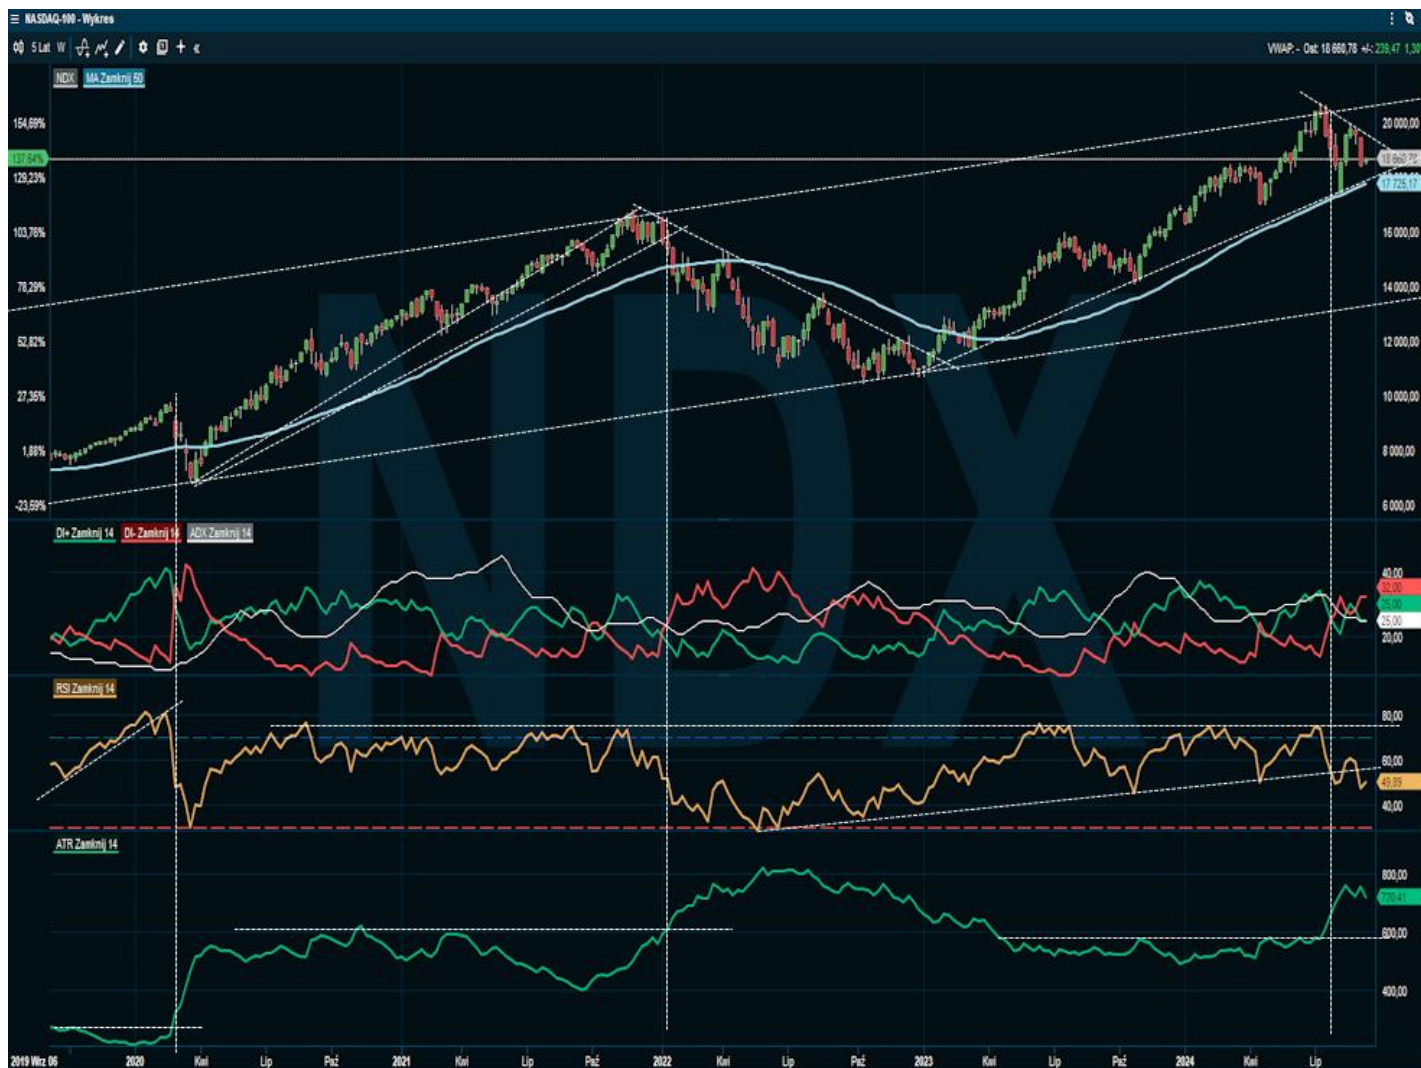 NASDAQ-100 - Wykres
5 Lat W VWAP: - Ost: 18 660,78 +/-: 239,47 1,30
NDX MA Zamknij 50
154,69% 20 000,00
137,64% 18 660,78
129,23%
17 725,17
103,76% 16 000,00
78,29% 14 000,00
52,82% 12 000,00
27,35% 10 000,00
1,88% 8 000,00
-23,59% 6 000,00
NDX
DI+ Zamknij 14 DI- Zamknij 14 ADX Zamknij 14
40,00
32,00
25,00
25,00
20,00
RSI Zamknij 14
80,00
60,00
49,89
40,00
ATR Zamknij 14
800,00
720,41
600,00
400,00
2019 Wrz 06 2020 Kwi Lip Paź 2021 Kwi Lip Paź 2022 Kwi Lip Paź 2023 Kwi Lip Paź 2024 Kwi Lip